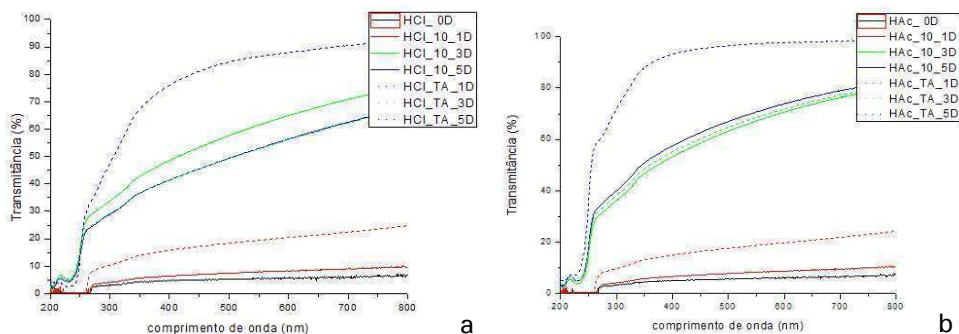 HCl_0D
HCl_10_1D
HCl_10_3D
HCl_10_5D
HCl_TA_1D
HCl_TA_3D
HCl_TA_5D
100
90
80
70
60
50
40
30
20
10
0
Transmitância (%)
200 300 400 500 600 700 800
comprimento de onda (nm)
a
HAc_ 0D
HAc_10_1D
HAc_10_3D
HAc_10_5D
HAc_TA_1D
HAc_TA_3D
HAc_TA_5D
100
80
60
40
20
0
Transmitância (%)
200 300 400 500 600 700 800
comprimento de onda (nm)
b